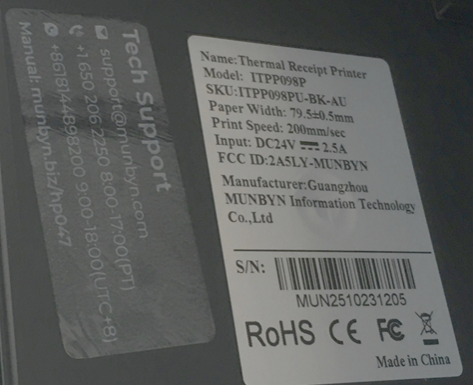 Tech Support
support@munbyn.com
+1 650 206 2250 8:00-17:00(PT)
+8618144898300 9:00-18:00(UTC+8)
Manual: munbyn.biz/hp047
Name:Thermal Receipt Printer
Model: ITPP098P
SKU:ITPP098PU-BK-AU
Paper Width: 79.5±0.5mm
Print Speed: 200mm/sec
Input: DC24V ⎓ 2.5A
FCC ID:2A5LY-MUNBYN
Manufacturer:Guangzhou
MUNBYN Information Technology
Co.,Ltd
S/N:
MUN2510231205
RoHS CE FC
Made in China